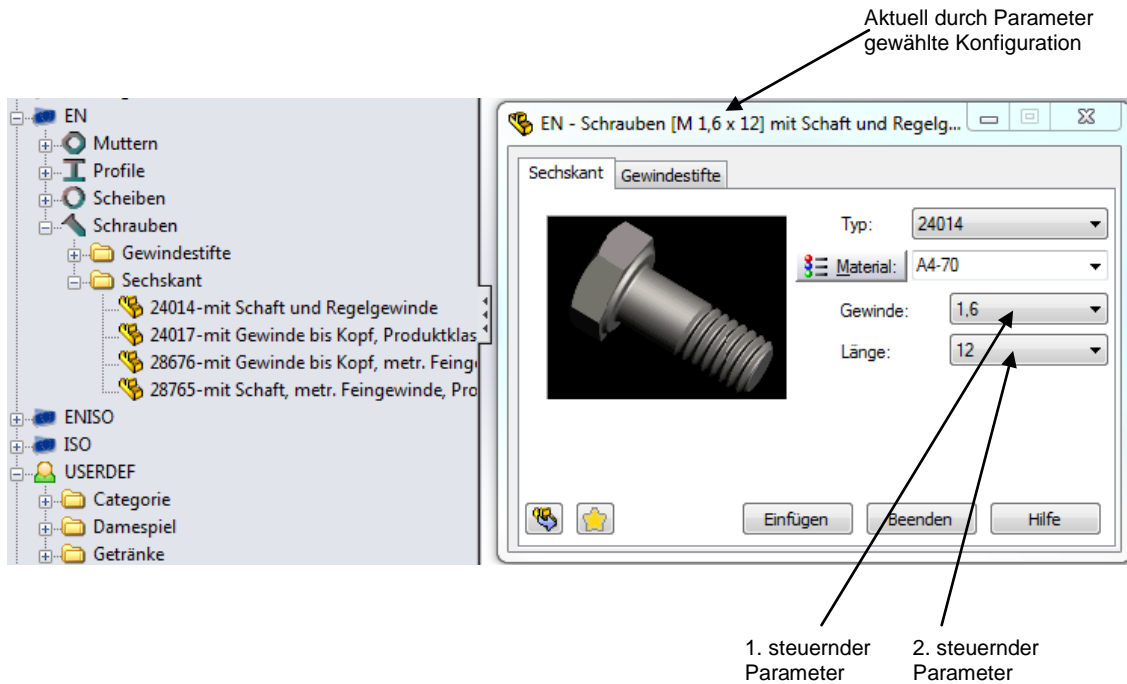 Aktuell durch Parameter
gewählte Konfiguration
EN
Muttern
Profile
Scheiben
Schrauben
Gewindestifte
Sechskant
24014-mit Schaft und Regelgewinde
24017-mit Gewinde bis Kopf, Produktklas
28676-mit Gewinde bis Kopf, metr. Feing
28765-mit Schaft, metr. Feingewinde, Pro
ENISO
ISO
USERDEF
Categorie
Damespiel
Getränke
EN - Schrauben [M 1,6 x 12] mit Schaft und Regelg...
Sechskant Gewindestifte
Typ: 24014
Material: A4-70
Gewinde: 1,6
Länge: 12
Einfügen Beenden Hilfe
1. steuernder
Parameter
2. steuernder
Parameter